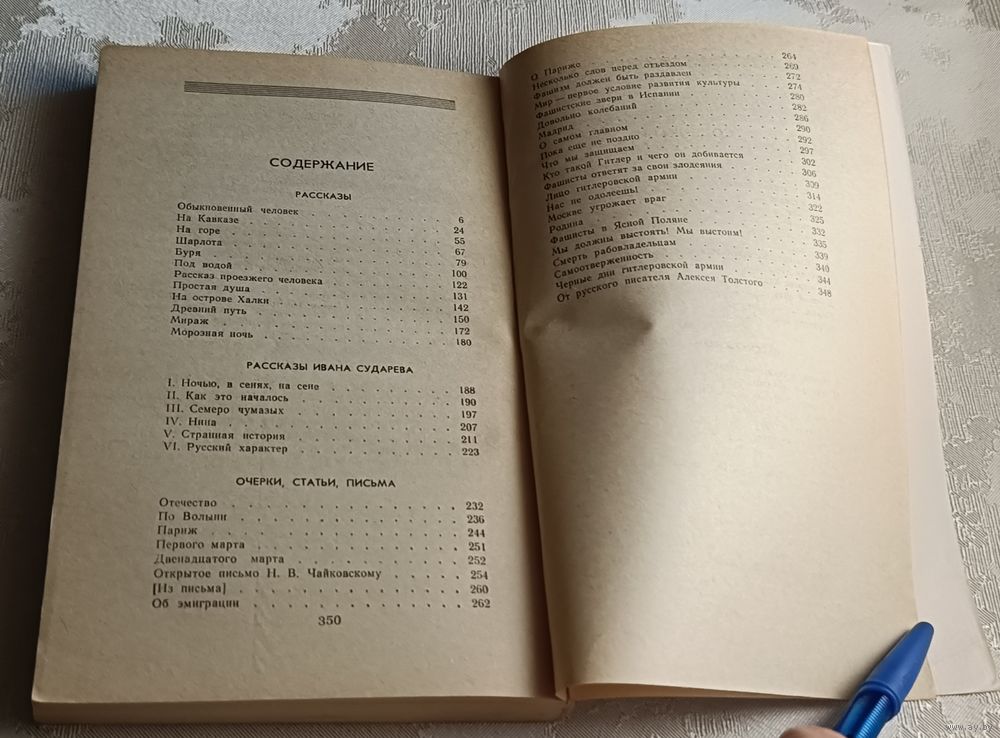 СОДЕРЖАНИЕ
РАССКАЗЫ
Обыкновенный человек 6
На Кавказе 24
На горе 55
Шарлота 67
Буря 79
Под водой 100
Рассказ проезжего человека 122
Простая душа 131
На острове Халки 142
Древний путь 150
Мираж 172
Морозная ночь 180
РАССКАЗЫ ИВАНА СУДАРЕВА
I. Ночью, в сенях, на сене 188
II. Как это началось 190
III. Семеро чумазых 197
IV. Нина 207
V. Странная история 211
VI. Русский характер 223
ОЧЕРКИ, СТАТЬИ, ПИСЬМА
Отечество 232
По Волыни 236
Париж 244
Первого марта 251
Двенадцатого марта 252
Открытое письмо Н. В. Чайковскому 254
[Из письма] 260
Об эмиграции 262
350
О Париже 264
Несколько слов перед отъездом 269
Фашизм должен быть раздавлен 272
Мир — первое условие развития культуры 274
Фашистские звери в Испании 280
Довольно колебаний 282
Мадрид 286
О самом главном 290
Пока еще не поздно 292
Что мы защищаем 297
Кто такой Гитлер и чего он добивается 302
Фашисты ответят за свои злодеяния 306
Лицо гитлеровской армии 309
Нас не одолеешь! 314
Москве угрожает враг 322
Родина 325
Фашисты в Ясной Поляне 332
Мы должны выстоять! Мы выстоим! 335
Смерть рабовладельцам 339
Самоотверженность 340
Черные дни гитлеровской армии 344
От русского писателя Алексея Толстого 348
www.ay.by